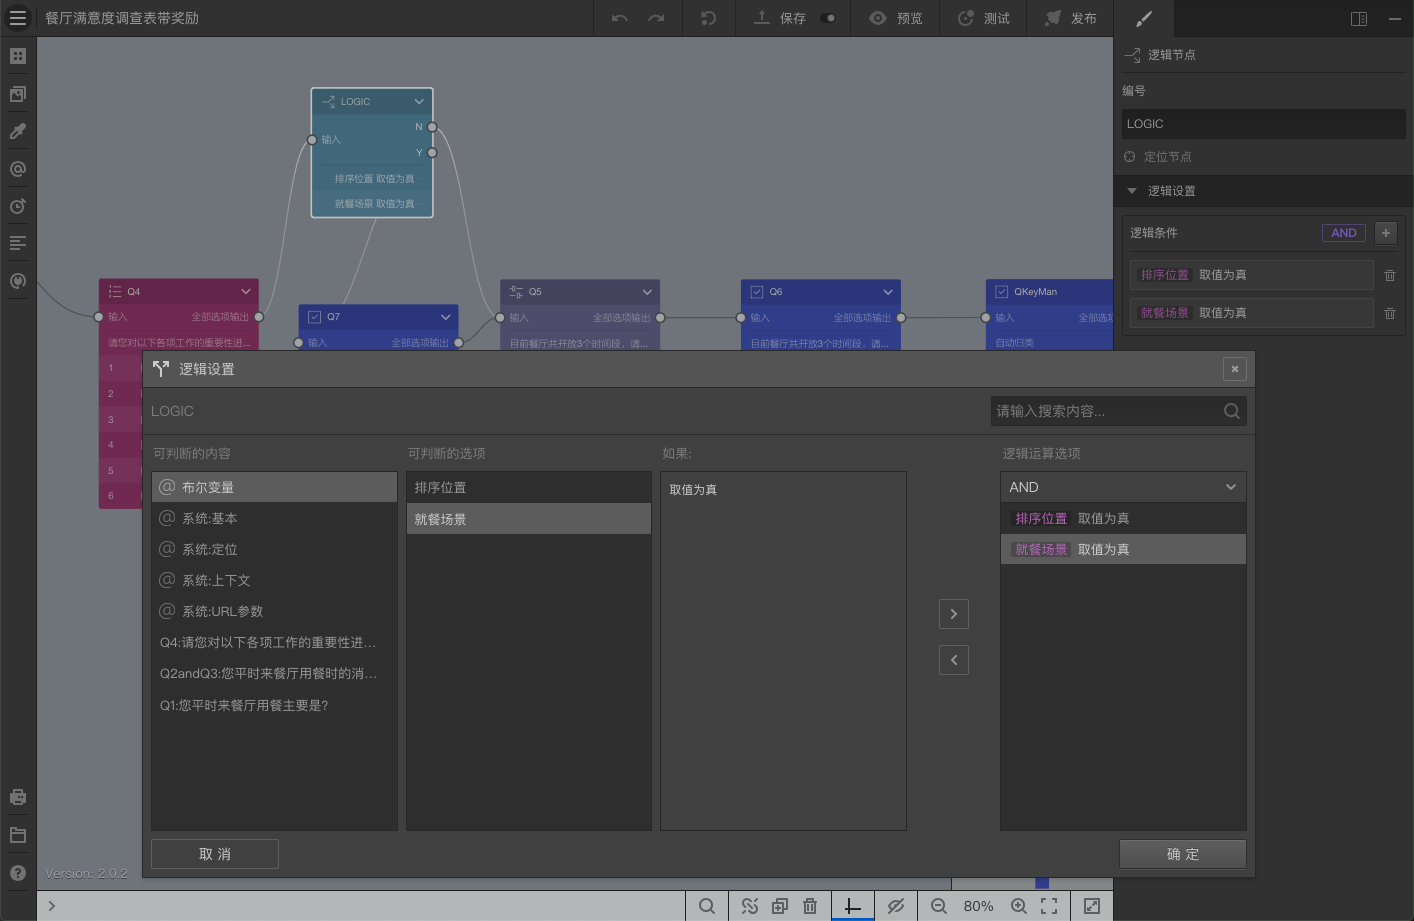 餐厅满意度调查表带奖励
保存
预览
测试
发布
逻辑节点
编号
LOGIC
定位节点
逻辑设置
逻辑条件
AND
排序位置 取值为真
就餐场景 取值为真
LOGIC
N
输入
Y
排序位置 取值为真
就餐场景 取值为真
Q4
输入 全部选项输出
请您对以下各项工作的重要性进...
1
2
3
4
5
6
Q7
输入 全部选项输出
Q5
输入 全部选项输出
目前餐厅共开放3个时间段，请...
Q6
输入 全部选项输出
目前餐厅共开放3个时间段，请...
QKeyMan
输入 全部选项
自动归类
逻辑设置
LOGIC
请输入搜索内容...
可判断的内容
@ 布尔变量
@ 系统:基本
@ 系统:定位
@ 系统:上下文
@ 系统:URL参数
Q4:请您对以下各项工作的重要性进...
Q2andQ3:您平时来餐厅用餐时的消...
Q1:您平时来餐厅用餐主要是?
可判断的选项
排序位置
就餐场景
如果:
取值为真
逻辑运算选项
AND
排序位置 取值为真
就餐场景 取值为真
取 消
确 定
Version: 2.0.2
80%